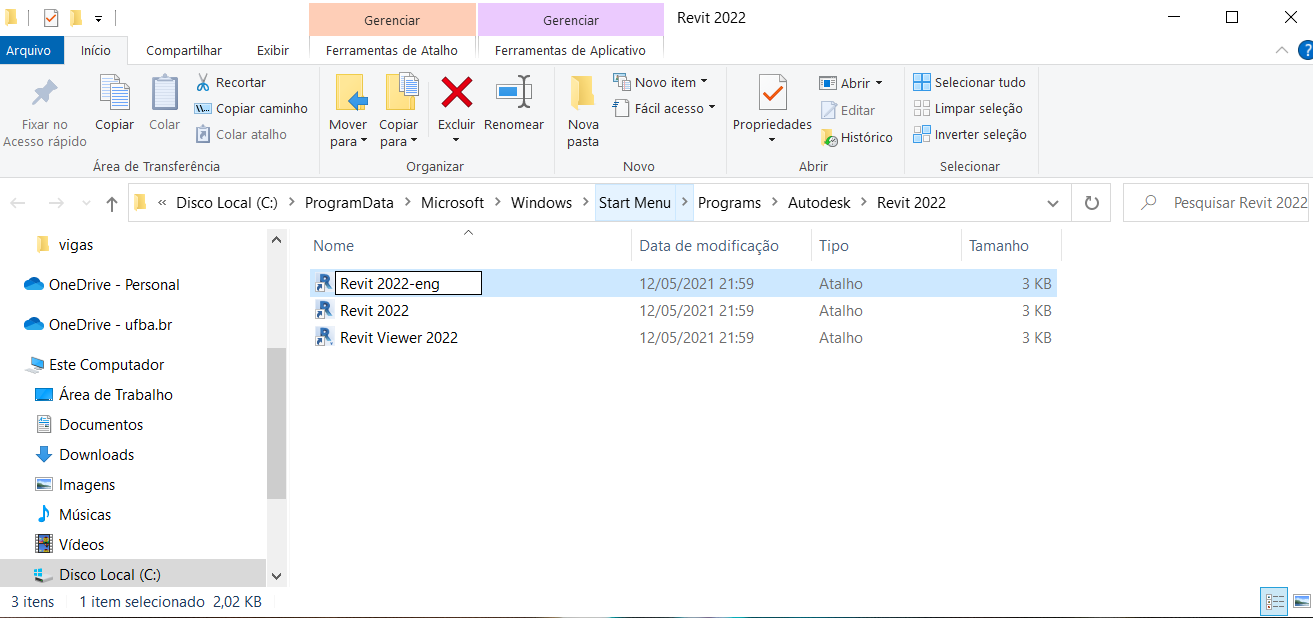 Gerenciar Gerenciar Revit 2022
Arquivo Início Compartilhar Exibir Ferramentas de Atalho Ferramentas de Aplicativo ?
Fixar no
Acesso rápido
Copiar
Colar
Recortar
Copiar caminho
Colar atalho
Área de Transferência
Mover
para
Copiar
para
Excluir
Renomear
Organizar
Nova
pasta
Novo item
Fácil acesso
Novo
Propriedades
Abrir
Editar
Histórico
Abrir
Selecionar tudo
Limpar seleção
Inverter seleção
Selecionar
« Disco Local (C:) > ProgramData > Microsoft > Windows > Start Menu > Programs > Autodesk > Revit 2022
Pesquisar Revit 2022
vigas
OneDrive - Personal
OneDrive - ufba.br
Este Computador
Área de Trabalho
Documentos
Downloads
Imagens
Músicas
Vídeos
Disco Local (C:)
Nome Data de modificação Tipo Tamanho
Revit 2022-eng 12/05/2021 21:59 Atalho 3 KB
Revit 2022 12/05/2021 21:59 Atalho 3 KB
Revit Viewer 2022 12/05/2021 21:59 Atalho 3 KB
3 itens 1 item selecionado 2,02 KB